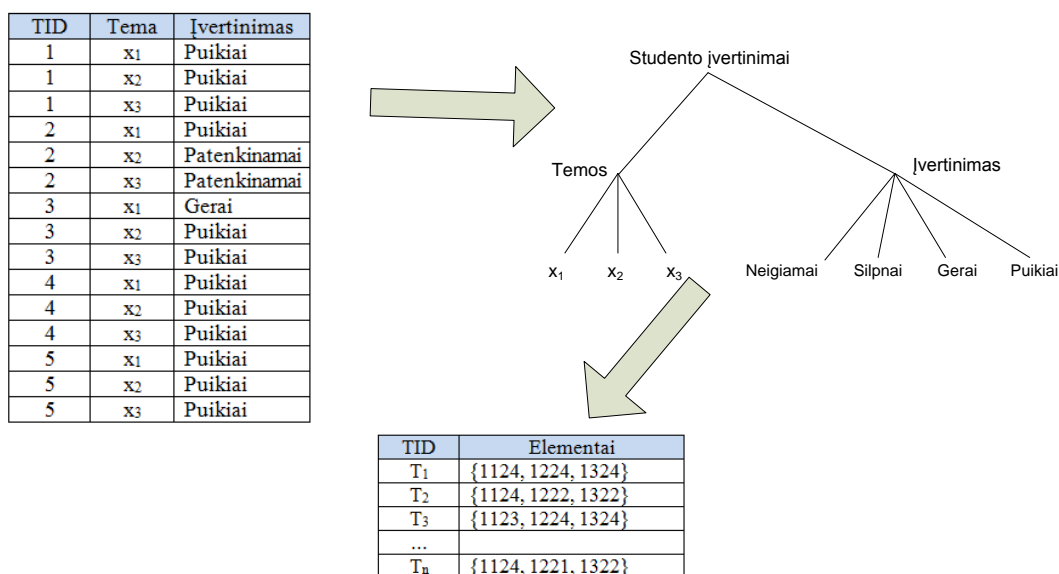 TID Tema Įvertinimas
1 x1 Puikiai
1 x2 Puikiai
1 x3 Puikiai
2 x1 Puikiai
2 x2 Patenkinamai
2 x3 Patenkinamai
3 x1 Gerai
3 x2 Puikiai
3 x3 Puikiai
4 x1 Puikiai
4 x2 Puikiai
4 x3 Puikiai
5 x1 Puikiai
5 x2 Puikiai
5 x3 Puikiai
Studento įvertinimai
Temos Įvertinimas
x1 x2 x3 Neigiamai Silpnai Gerai Puikiai
TID Elementai
T1 {1124, 1224, 1324}
T2 {1124, 1222, 1322}
T3 {1123, 1224, 1324}
...
Tn {1124, 1221, 1322}